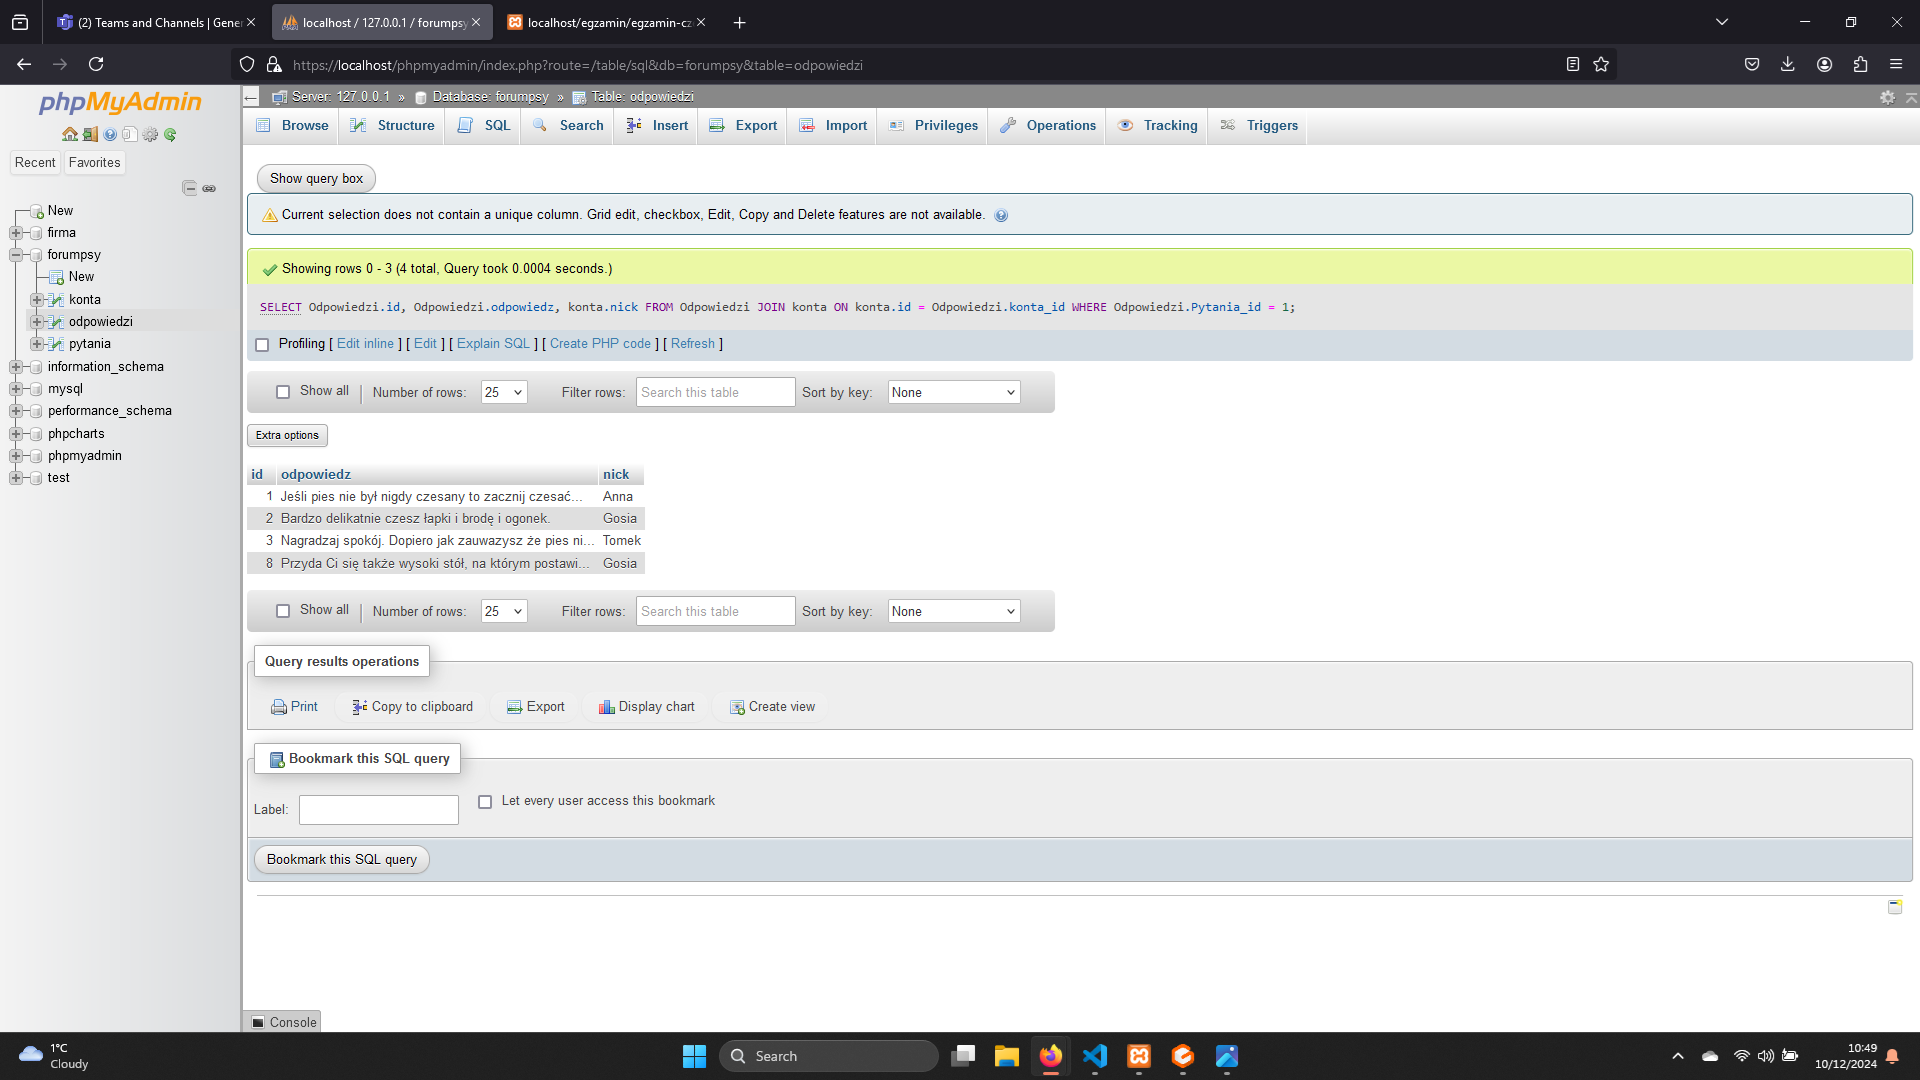 (2) Teams and Channels | Gene
localhost / 127.0.0.1 / forumpsy
localhost/egzamin/egzamin-cz
https://localhost/phpmyadmin/index.php?route=/table/sql&db=forumpsy&table=odpowiedzi
phpMyAdmin
Recent
Favorites
New
firma
forumpsy
New
konta
odpowiedzi
pytania
information_schema
mysql
performance_schema
phpcharts
phpmyadmin
test
Server: 127.0.0.1 » Database: forumpsy » Table: odpowiedzi
Browse Structure SQL Search Insert Export Import Privileges Operations Tracking Triggers
Show query box
Current selection does not contain a unique column. Grid edit, checkbox, Edit, Copy and Delete features are not available.
Showing rows 0 - 3 (4 total, Query took 0.0004 seconds.)
SELECT Odpowiedzi.id, Odpowiedzi.odpowiedz, konta.nick FROM Odpowiedzi JOIN konta ON konta.id = Odpowiedzi.konta_id WHERE Odpowiedzi.Pytania_id = 1;
Profiling [ Edit inline ] [ Edit ] [ Explain SQL ] [ Create PHP code ] [ Refresh ]
Show all Number of rows: 25 Filter rows: Search this table Sort by key: None
Extra options
id odpowiedz nick
1 Jeśli pies nie był nigdy czesany to zacznij czesać... Anna
2 Bardzo delikatnie czesz łapki i brodę i ogonek. Gosia
3 Nagradzaj spokój. Dopiero jak zauwazysz że pies ni... Tomek
8 Przyda Ci się także wysoki stół, na którym postawi... Gosia
Show all Number of rows: 25 Filter rows: Search this table Sort by key: None
Query results operations
Print Copy to clipboard Export Display chart Create view
Bookmark this SQL query
Label: Let every user access this bookmark
Bookmark this SQL query
Console
1°C
Cloudy
Search
10:49
10/12/2024